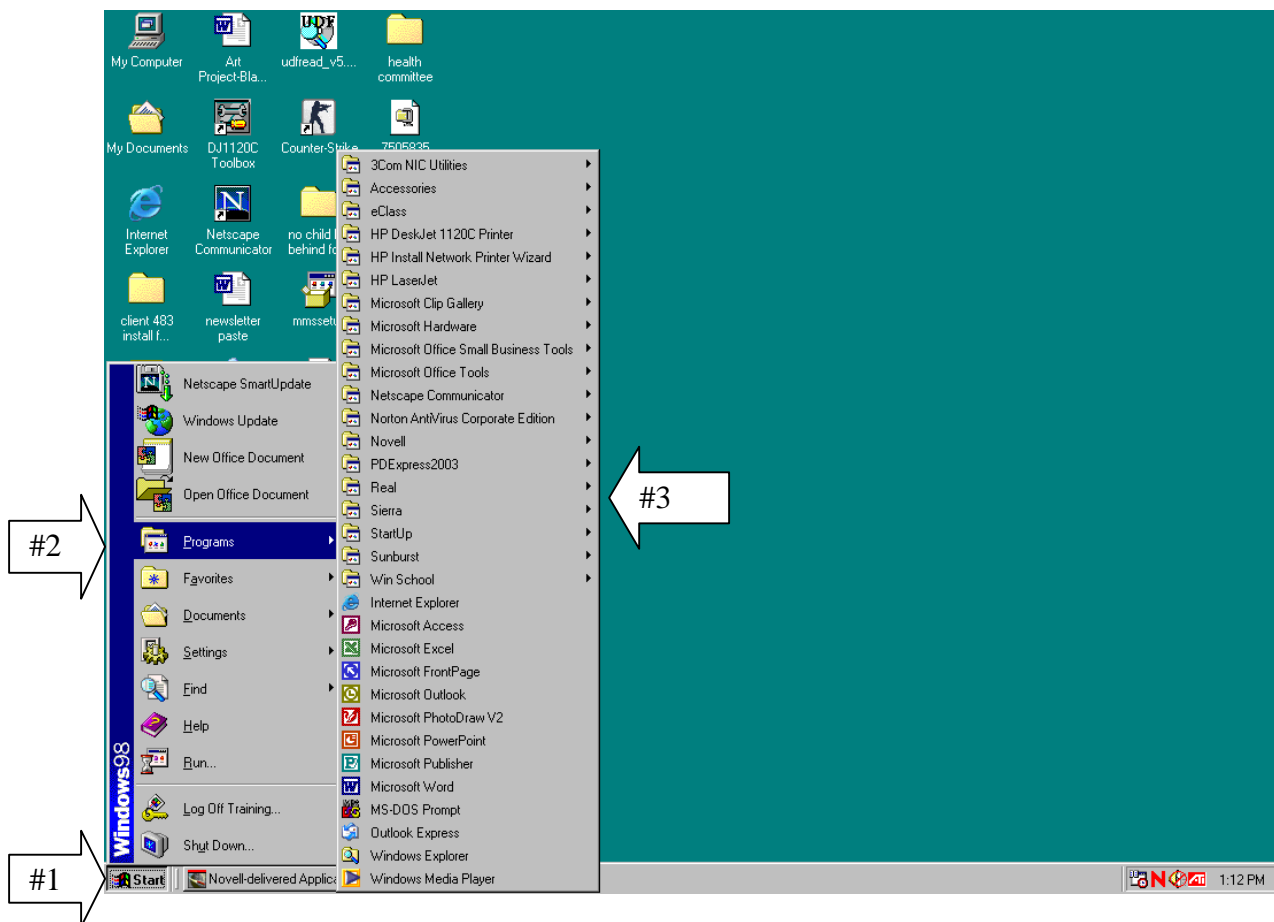 My Computer
Art
Project-Bla...
UDF
udfread_v5....
health
committee
My Documents
DJ1120C
Toolbox
Counter-Strike
7505835
Internet
Explorer
N
Netscape
Communicator
no child
behind
client 483
install f...
newsletter
paste
mmssetu
Netscape SmartUpdate
Windows Update
New Office Document
Open Office Document
#2
Programs
Favorites
Documents
Settings
Find
Help
Run...
Log Off Training...
Shut Down...
Windows98
3Com NIC Utilities
Accessories
eClass
HP DeskJet 1120C Printer
HP Install Network Printer Wizard
HP LaserJet
Microsoft Clip Gallery
Microsoft Hardware
Microsoft Office Small Business Tools
Microsoft Office Tools
Netscape Communicator
Norton AntiVirus Corporate Edition
Novell
PDExpress2003
Real
Sierra
StartUp
Sunburst
Win School
Internet Explorer
Microsoft Access
Microsoft Excel
Microsoft FrontPage
Microsoft Outlook
Microsoft PhotoDraw V2
Microsoft PowerPoint
Microsoft Publisher
Microsoft Word
MS-DOS Prompt
Outlook Express
Windows Explorer
Windows Media Player
#3
#1
Start
Novell-delivered Applica
N
ATI
1:12 PM